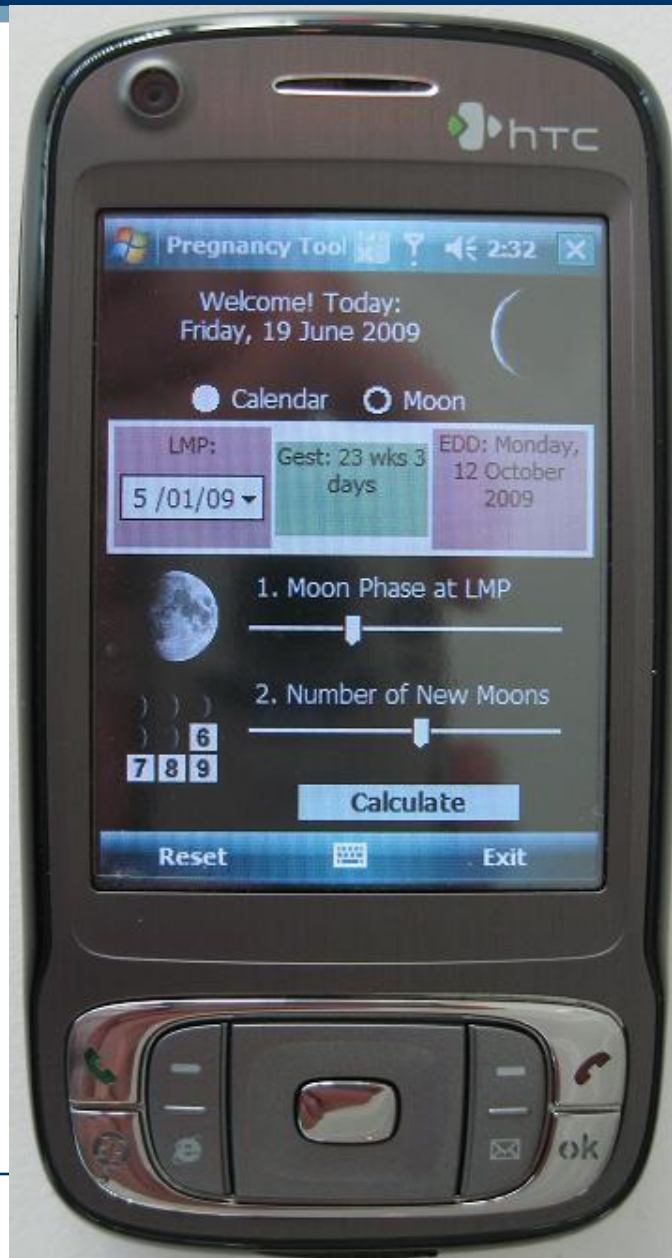 hTC
Pregnancy Tool 2:32
Welcome! Today:
Friday, 19 June 2009
Calendar Moon
LMP:
5 /01/09
Gest: 23 wks 3
days
EDD: Monday,
12 October
2009
1. Moon Phase at LMP
2. Number of New Moons
6
7 8 9
Calculate
Reset Exit
ok